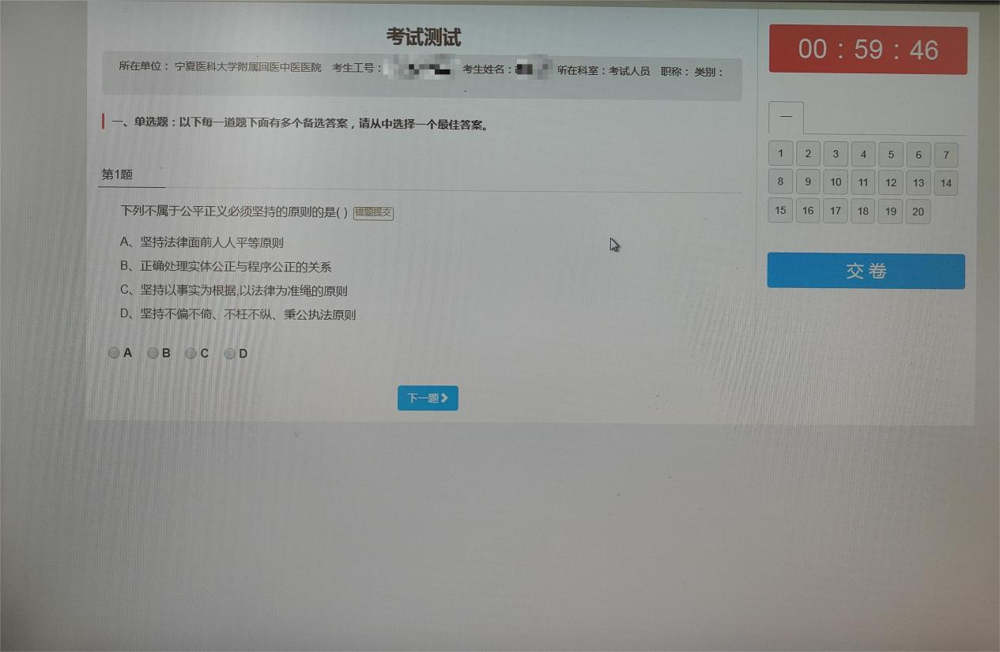 考试测试
00 : 59 : 46
所在单位： 宁夏医科大学附属回医中医医院 考生工号： 考生姓名： 所在科室：考试人员 职称： 类别：
一、单选题：以下每一道题下面有多个备选答案，请从中选择一个最佳答案。
第1题
下列不属于公平正义必须坚持的原则的是( ) 错题提交
A、坚持法律面前人人平等原则
B、正确处理实体公正与程序公正的关系
C、坚持以事实为根据,以法律为准绳的原则
D、坚持不偏不倚、不枉不纵、秉公执法原则
A B C D
下一题
一
1 2 3 4 5 6 7
8 9 10 11 12 13 14
15 16 17 18 19 20
交卷